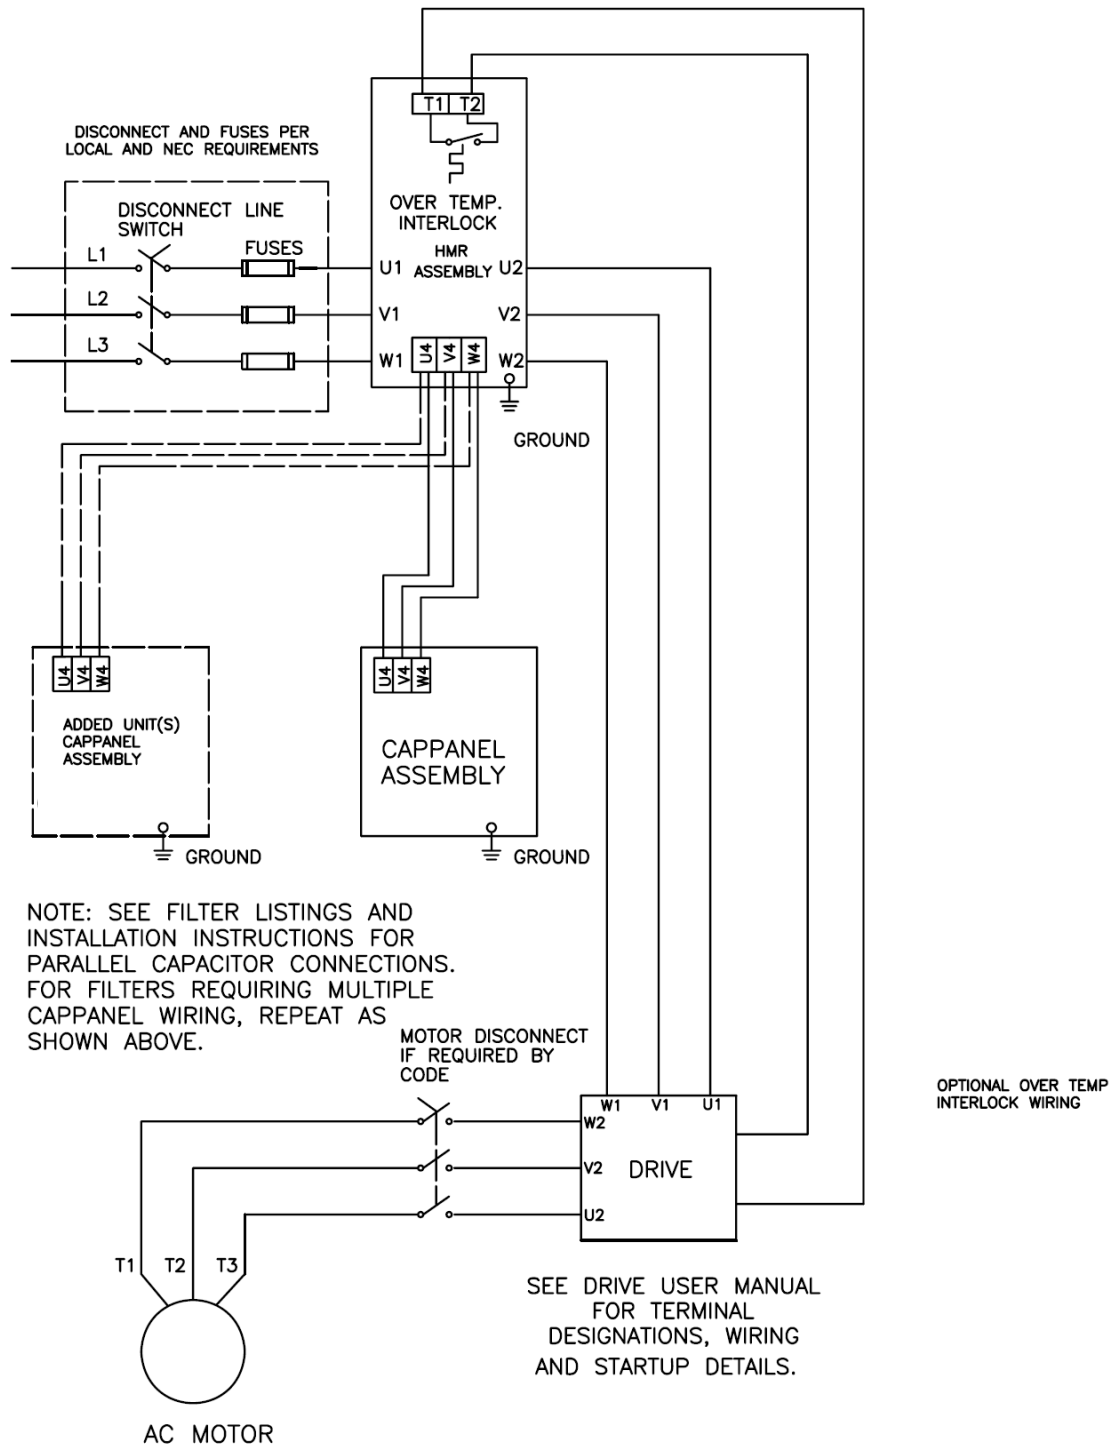 T1 T2
DISCONNECT AND FUSES PER
LOCAL AND NEC REQUIREMENTS
OVER TEMP.
INTERLOCK
DISCONNECT LINE
SWITCH
FUSES
HMR
ASSEMBLY
L1
U1
U2
L2
V1
V2
L3
W1
U4 V4 W4
W2
GROUND
U4 V4 W4
ADDED UNIT(S)
CAPPANEL
ASSEMBLY
GROUND
U4 V4 W4
CAPPANEL
ASSEMBLY
GROUND
NOTE: SEE FILTER LISTINGS AND
INSTALLATION INSTRUCTIONS FOR
PARALLEL CAPACITOR CONNECTIONS.
FOR FILTERS REQUIRING MULTIPLE
CAPPANEL WIRING, REPEAT AS
SHOWN ABOVE.
MOTOR DISCONNECT
IF REQUIRED BY
CODE
OPTIONAL OVER TEMP
INTERLOCK WIRING
W1 V1 U1
W2
V2
DRIVE
U2
T1 T2 T3
SEE DRIVE USER MANUAL
FOR TERMINAL
DESIGNATIONS, WIRING
AND STARTUP DETAILS.
AC MOTOR